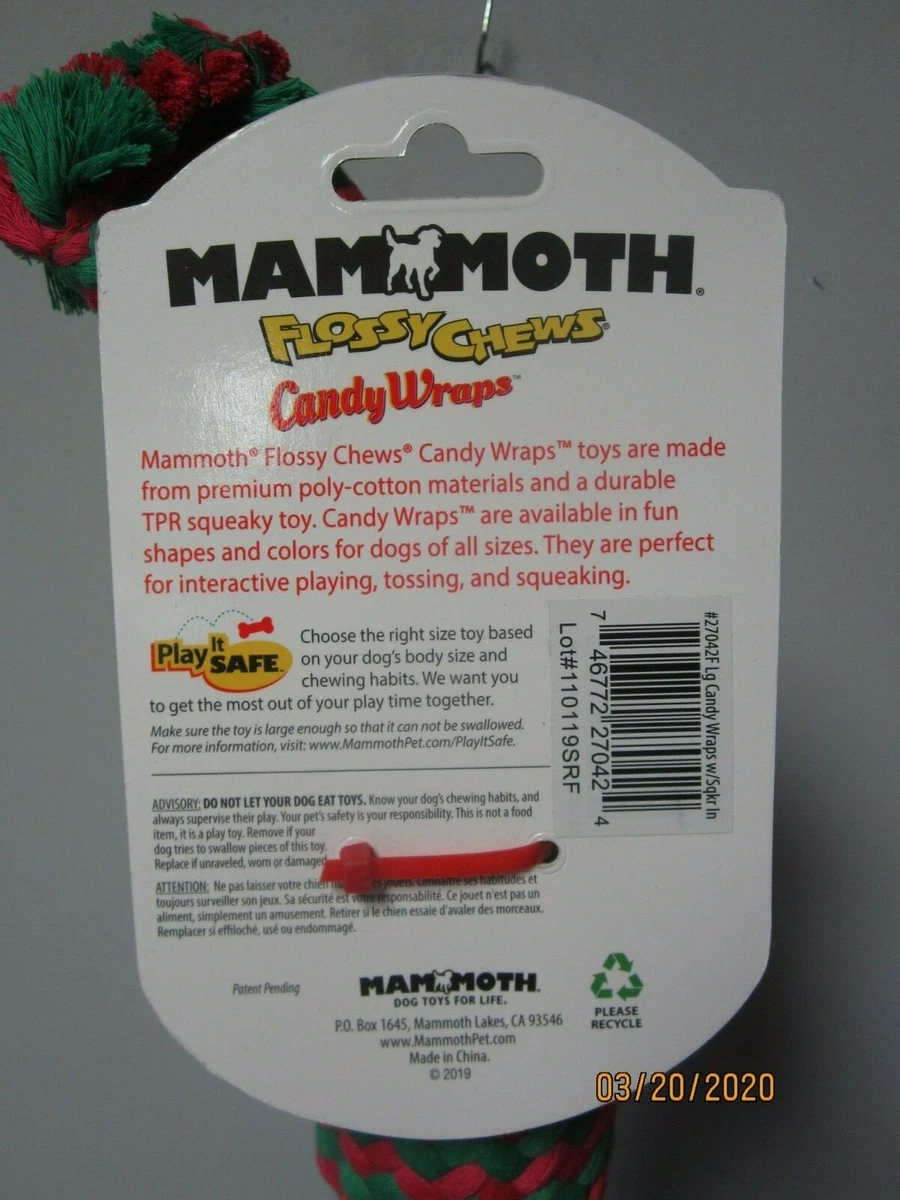 MAMMOTH®
FLOSSY CHEWS®
Candy Wraps™
Mammoth® Flossy Chews® Candy Wraps™ toys are made
from premium poly-cotton materials and a durable
TPR squeaky toy. Candy Wraps™ are available in fun
shapes and colors for dogs of all sizes. They are perfect
for interactive playing, tossing, and squeaking.
Play It SAFE™
Choose the right size toy based
on your dog's body size and
chewing habits. We want you
to get the most out of your play time together.
Make sure the toy is large enough so that it can not be swallowed.
For more information, visit: www.MammothPet.com/PlayItSafe.
#27042F Lg Candy Wraps w/Sqkr In
7 46772 27042 4
Lot#110119SRF
ADVISORY: DO NOT LET YOUR DOG EAT TOYS. Know your dog's chewing habits, and
always supervise their play. Your pet's safety is your responsibility. This is not a food
item, it is a play toy. Remove if your
dog tries to swallow pieces of this toy.
Replace if unraveled, worn or damaged
ATTENTION: Ne pas laisser votre chien es jouets. Connaître ses habitudes et
toujours surveiller son jeux. Sa sécurité est votre responsabilité. Ce jouet n'est pas un
aliment, simplement un amusement. Retirer si le chien essaie d'avaler des morceaux.
Remplacer si effiloché, usé ou endommagé.
Patent Pending
MAMMOTH®
DOG TOYS FOR LIFE.
P.O. Box 1645, Mammoth Lakes, CA 93546
www.MammothPet.com
Made in China.
© 2019
PLEASE
RECYCLE
03/20/2020